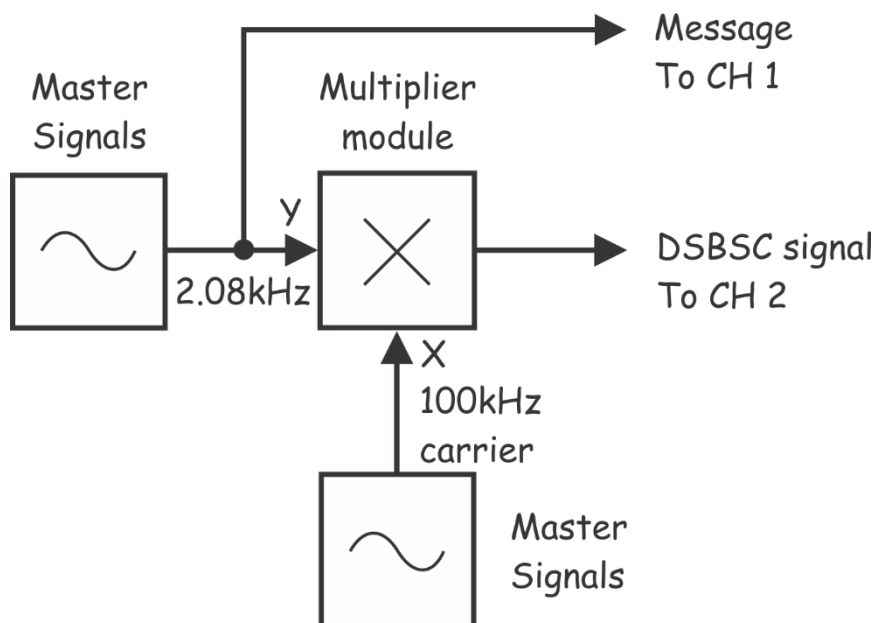 Message
To CH 1
Master
Signals
Multiplier
module
Y
2.08kHz
DSBSC signal
To CH 2
X
100kHz
carrier
Master
Signals